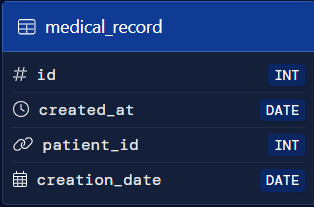 medical_record
id INT
created_at DATE
patient_id INT
creation_date DATE